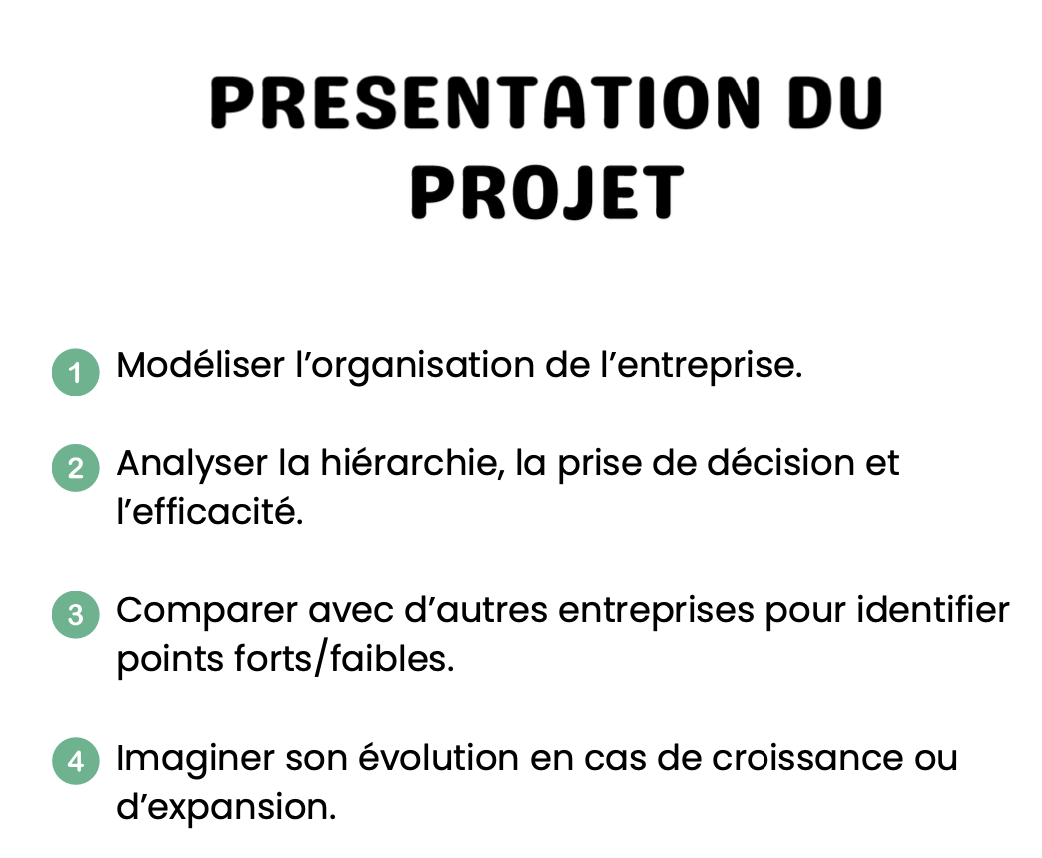 PRESENTATION DU
PROJET
1 Modéliser l’organisation de l’entreprise.
2 Analyser la hiérarchie, la prise de décision et
l’efficacité.
3 Comparer avec d’autres entreprises pour identifier
points forts/faibles.
4 Imaginer son évolution en cas de croissance ou
d’expansion.